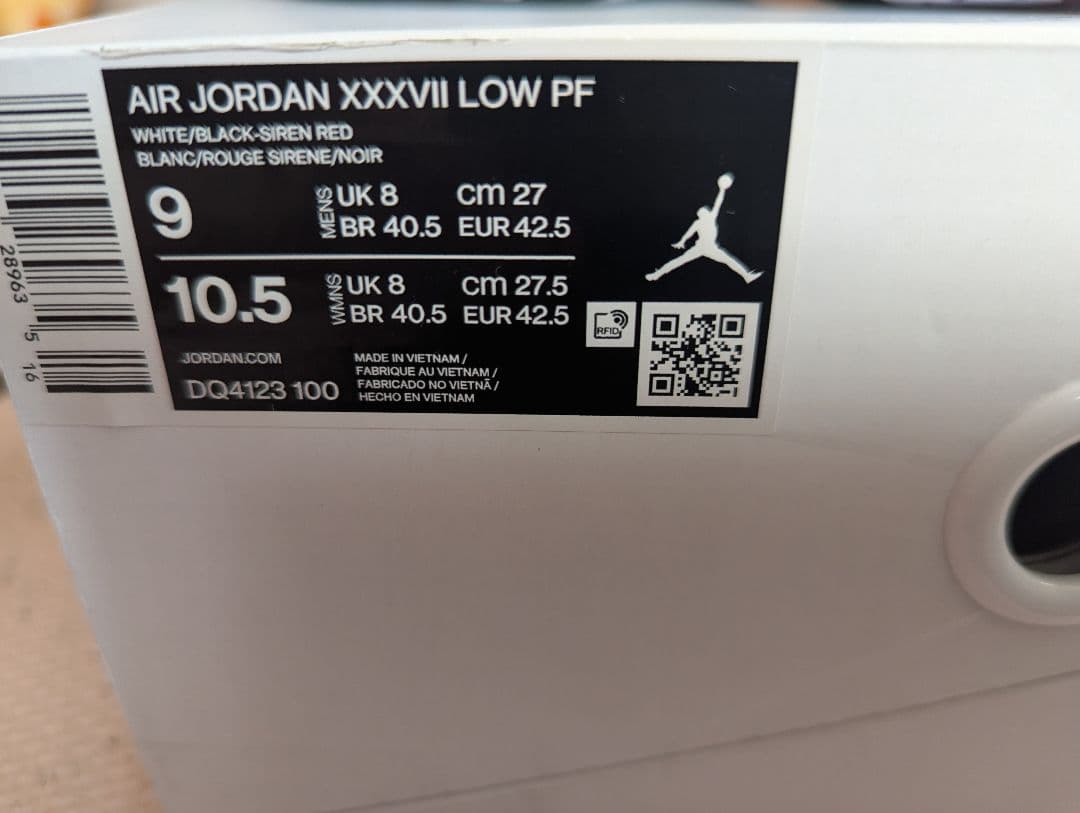 AIR JORDAN XXXVII LOW PF
WHITE/BLACK-SIREN RED
BLANC/ROUGE SIRENE/NOIR
9
MENS
UK 8 cm 27
BR 40.5 EUR 42.5
10.5
WMNS
UK 8 cm 27.5
BR 40.5 EUR 42.5
RFID
JORDAN.COM
DQ4123 100
MADE IN VIETNAM /
FABRIQUE AU VIETNAM /
FABRICADO NO VIETNÃ /
HECHO EN VIETNAM
28963 5 16